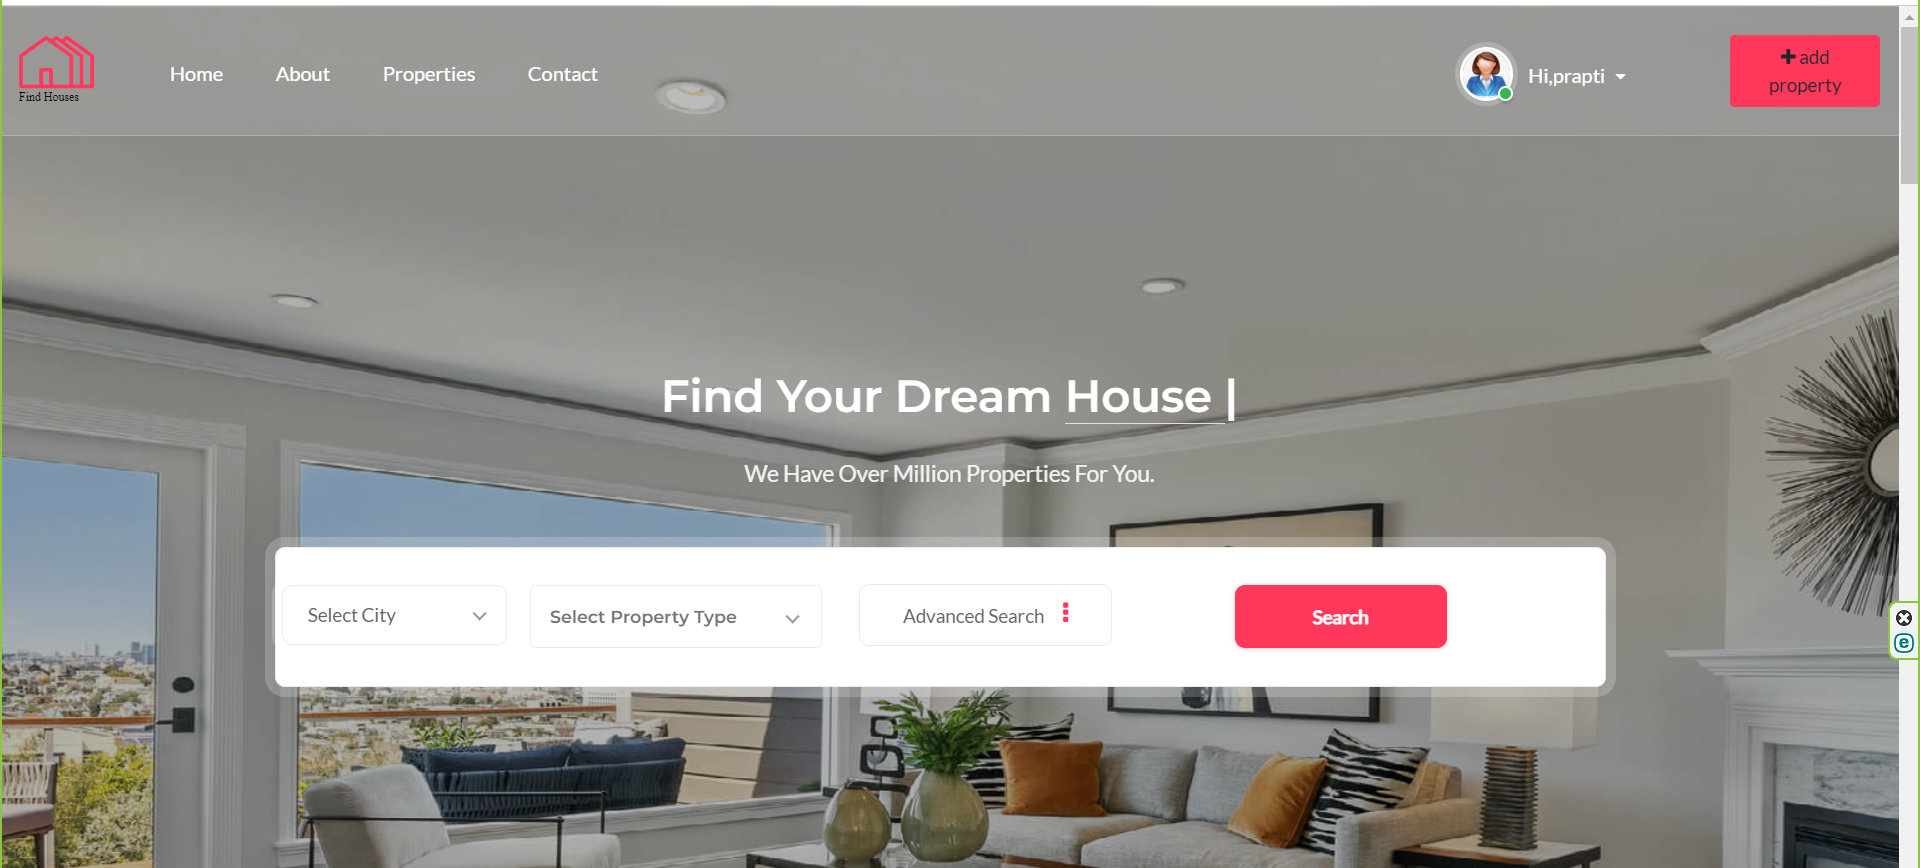 Find Houses
Home
About
Properties
Contact
Hi,prapti
add
property
Find Your Dream House |
We Have Over Million Properties For You.
Select City
Select Property Type
Advanced Search
Search
e